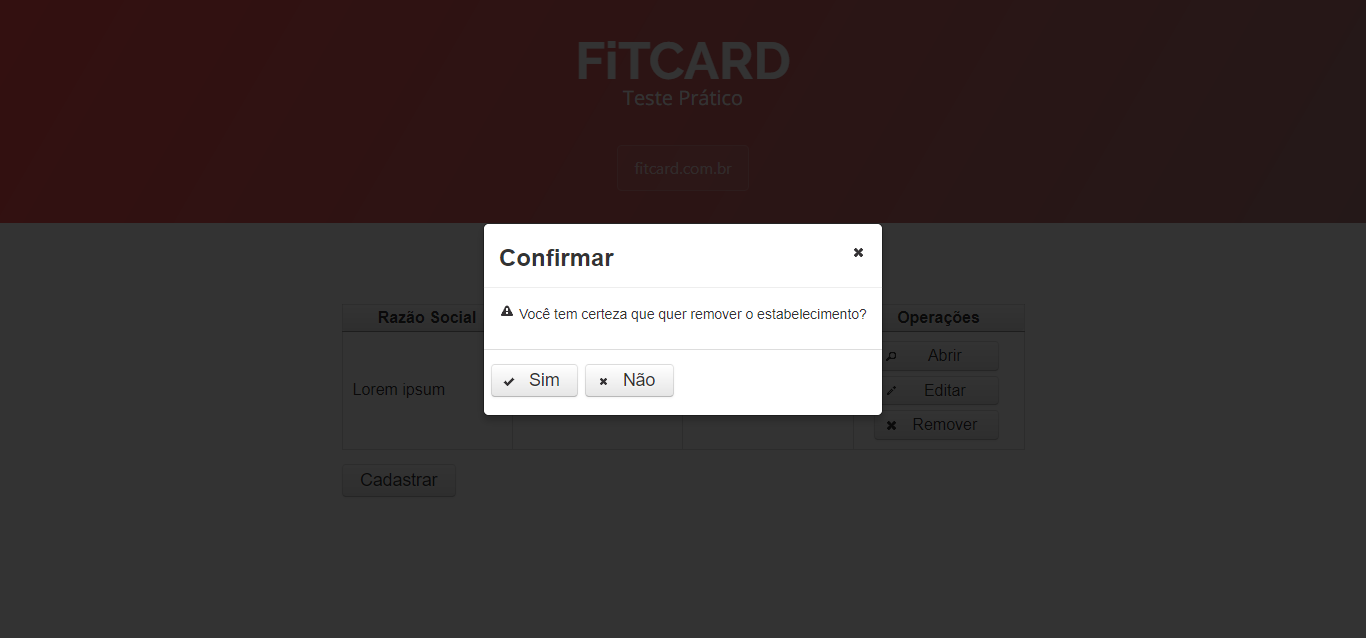 FiTCARD
Teste Prático
fitcard.com.br
Confirmar
Você tem certeza que quer remover o estabelecimento?
Sim Não
Razão Social Operações
Lorem ipsum
Abrir
Editar
Remover
Cadastrar